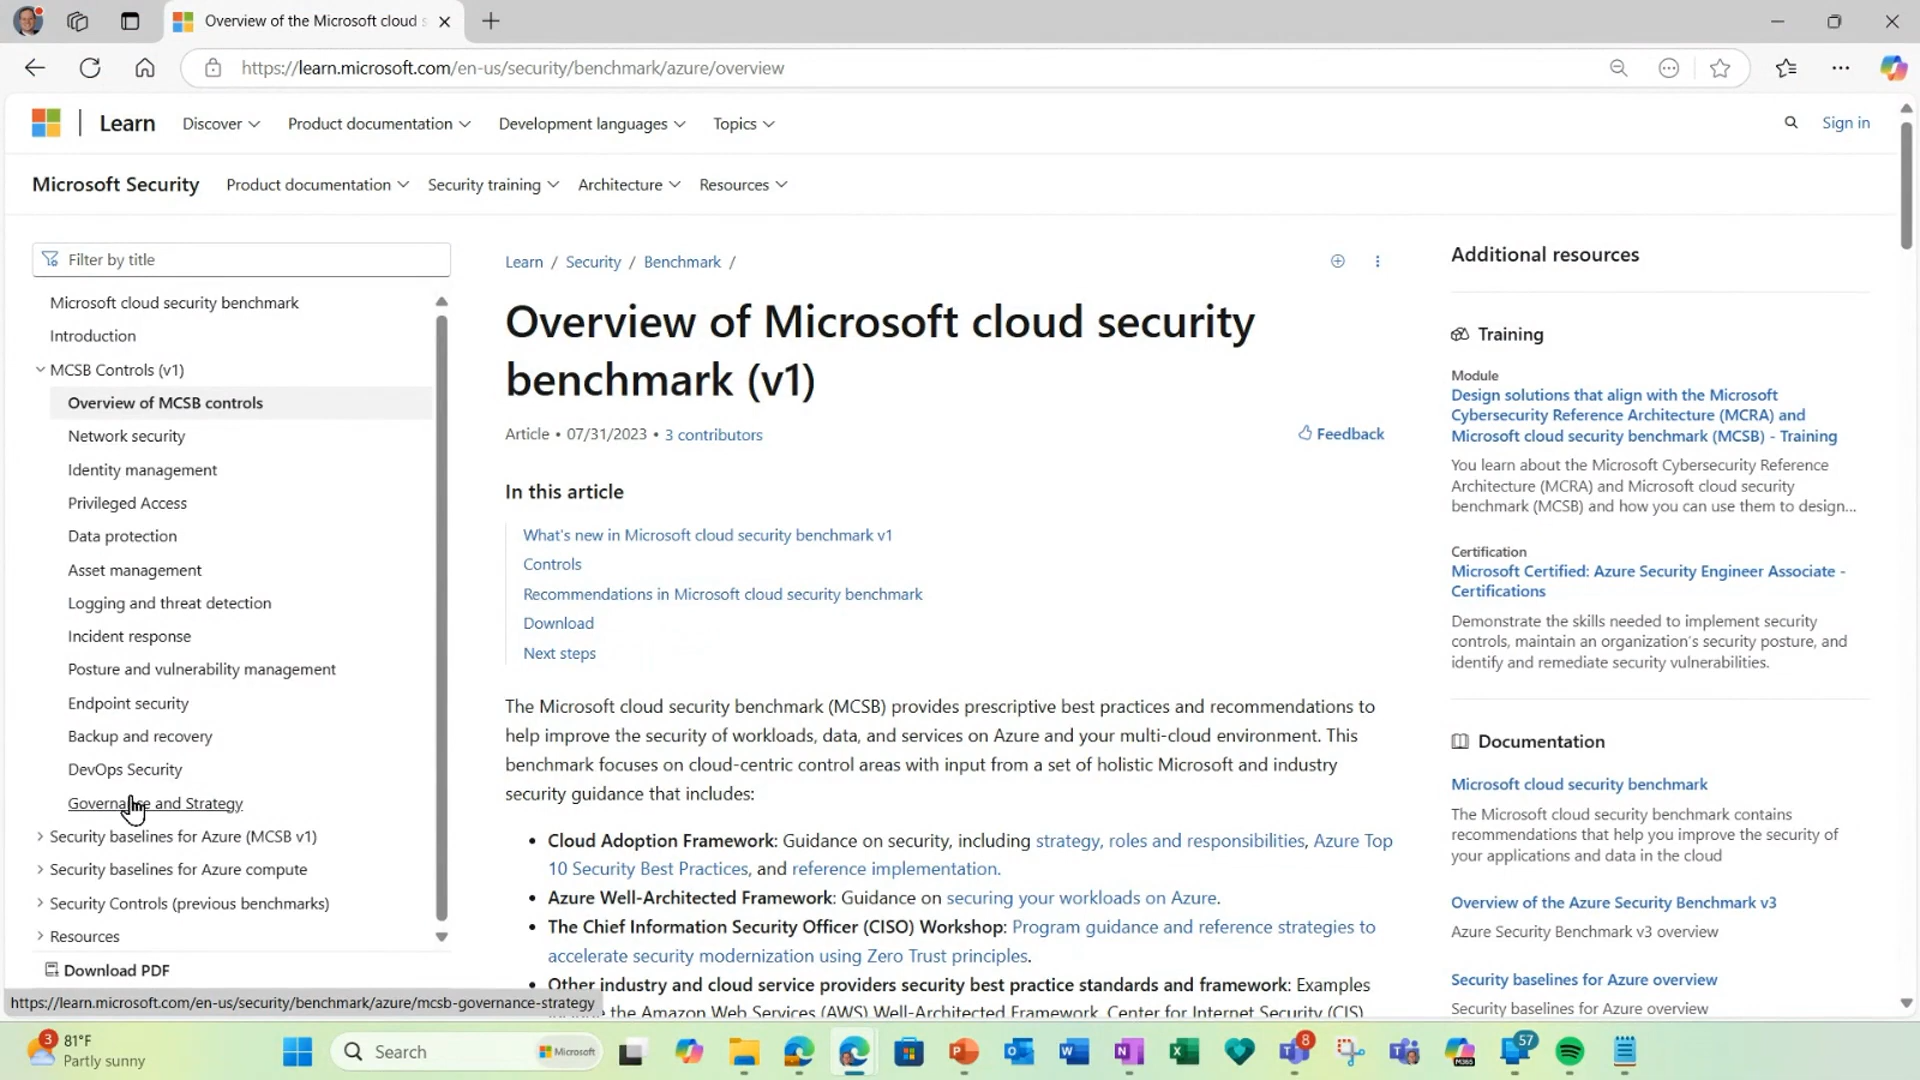 Overview of the Microsoft cloud s
https://learn.microsoft.com/en-us/security/benchmark/azure/overview
Learn
Discover
Product documentation
Development languages
Topics
Sign in
Microsoft Security
Product documentation
Security training
Architecture
Resources
Filter by title
Microsoft cloud security benchmark
Introduction
MCSB Controls (v1)
Overview of MCSB controls
Network security
Identity management
Privileged Access
Data protection
Asset management
Logging and threat detection
Incident response
Posture and vulnerability management
Endpoint security
Backup and recovery
DevOps Security
Governance and Strategy
Security baselines for Azure (MCSB v1)
Security baselines for Azure compute
Security Controls (previous benchmarks)
Resources
Download PDF
https://learn.microsoft.com/en-us/security/benchmark/azure/mcsb-governance-strategy
Learn / Security / Benchmark /
Overview of Microsoft cloud security
benchmark (v1)
Article • 07/31/2023 • 3 contributors
Feedback
In this article
What's new in Microsoft cloud security benchmark v1
Controls
Recommendations in Microsoft cloud security benchmark
Download
Next steps
The Microsoft cloud security benchmark (MCSB) provides prescriptive best practices and recommendations to
help improve the security of workloads, data, and services on Azure and your multi-cloud environment. This
benchmark focuses on cloud-centric control areas with input from a set of holistic Microsoft and industry
security guidance that includes:
• Cloud Adoption Framework: Guidance on security, including strategy, roles and responsibilities, Azure Top
10 Security Best Practices, and reference implementation.
• Azure Well-Architected Framework: Guidance on securing your workloads on Azure.
• The Chief Information Security Officer (CISO) Workshop: Program guidance and reference strategies to
accelerate security modernization using Zero Trust principles.
• Other industry and cloud service providers security best practice standards and framework: Examples
the Amazon Web Services (AWS) Well-Architected Framework, Center for Internet Security (CIS)
Additional resources
Training
Module
Design solutions that align with the Microsoft
Cybersecurity Reference Architecture (MCRA) and
Microsoft cloud security benchmark (MCSB) - Training
You learn about the Microsoft Cybersecurity Reference
Architecture (MCRA) and Microsoft cloud security
benchmark (MCSB) and how you can use them to design...
Certification
Microsoft Certified: Azure Security Engineer Associate -
Certifications
Demonstrate the skills needed to implement security
controls, maintain an organization's security posture, and
identify and remediate security vulnerabilities.
Documentation
Microsoft cloud security benchmark
The Microsoft cloud security benchmark contains
recommendations that help you improve the security of
your applications and data in the cloud
Overview of the Azure Security Benchmark v3
Azure Security Benchmark v3 overview
Security baselines for Azure overview
Security baselines for Azure overview
3
81°F
Partly sunny
Search
Microsoft
8
M365
57